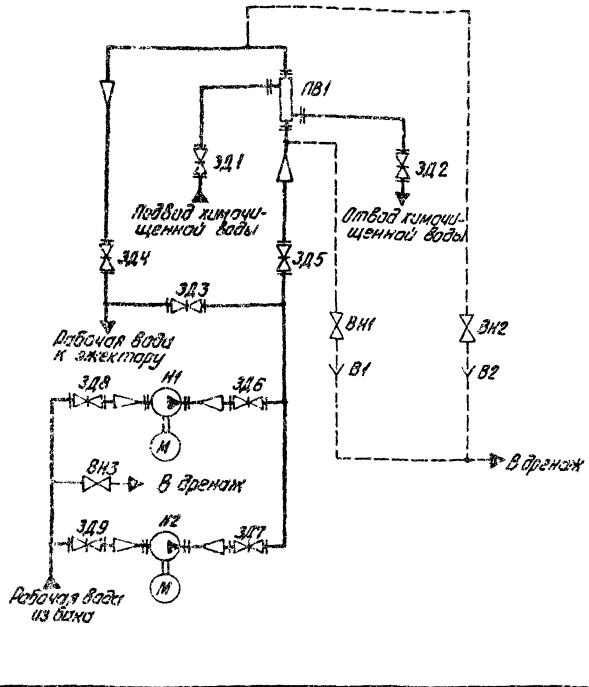 ПВ1
ЗД1
ЗД2
Подвод химочи-
щенной воды
Отвод химочи-
щенной воды
ЗД4
ЗД5
ЗД3
Рабочая вода
к эжектору
ВН1
ВН2
ЗД8
Н1
ЗД6
В1
В2
М
ВН3
В дренаж
В дренаж
ЗД9
Н2
ЗД7
М
Рабочая вода
из бака